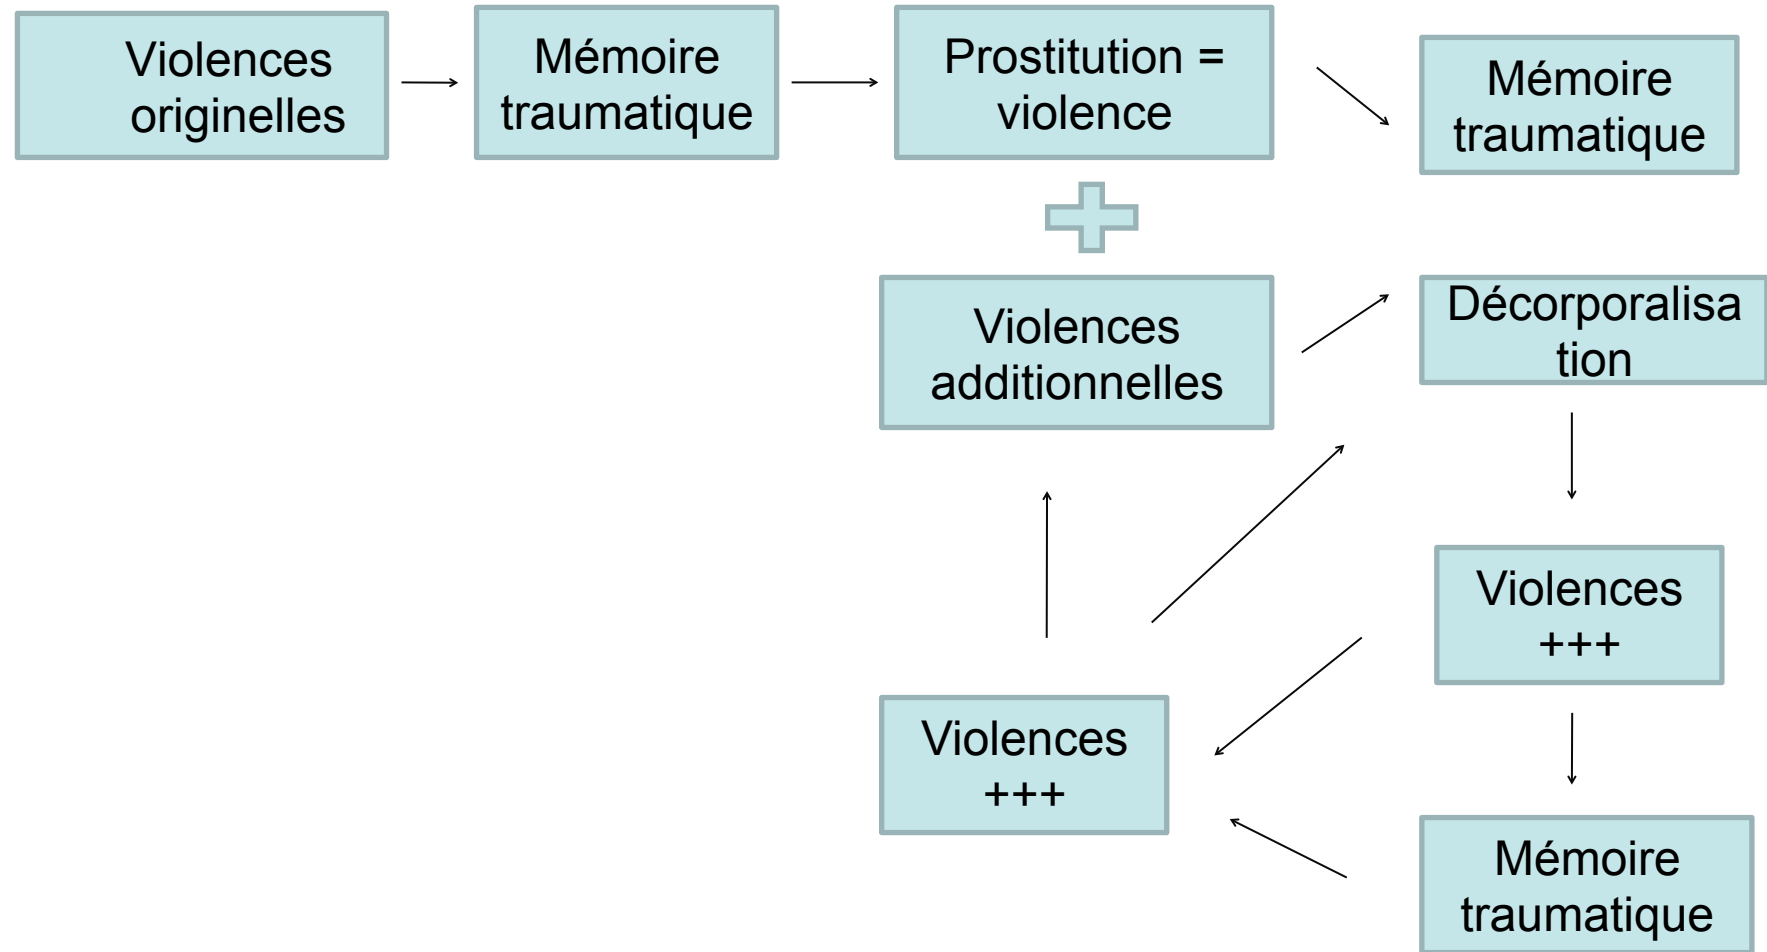 Violences
originelles
Mémoire
traumatique
Prostitution =
violence
Mémoire
traumatique
Violences
additionnelles
Décorporalisa
tion
Violences
+++
Violences
+++
Mémoire
traumatique